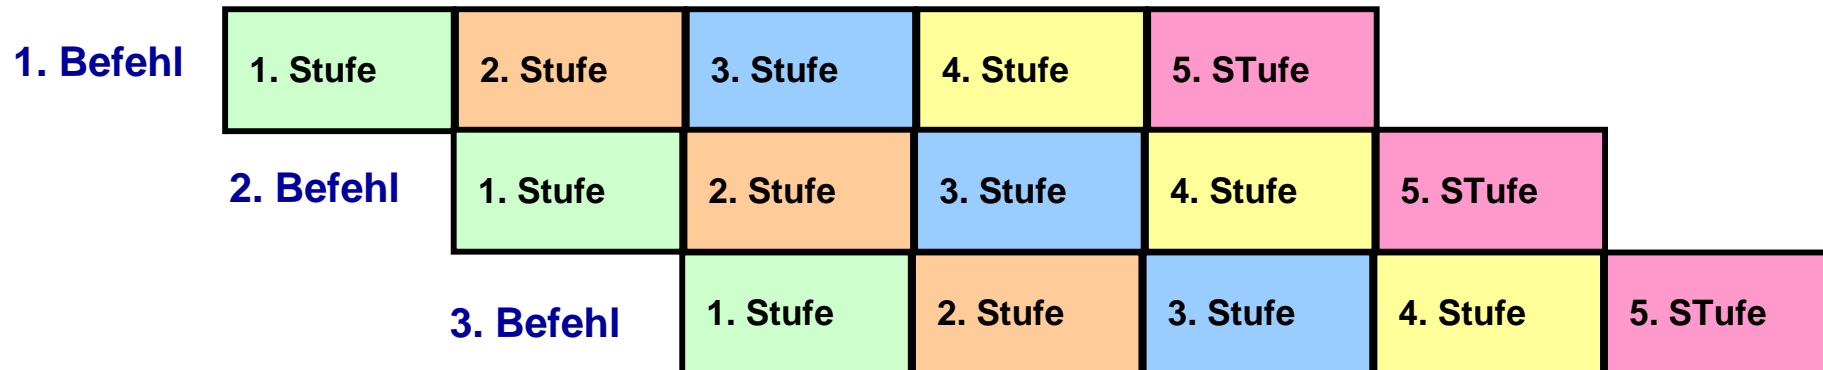 1. Befehl 1. Stufe 2. Stufe 3. Stufe 4. Stufe 5. STufe
2. Befehl 1. Stufe 2. Stufe 3. Stufe 4. Stufe 5. STufe
3. Befehl 1. Stufe 2. Stufe 3. Stufe 4. Stufe 5. STufe